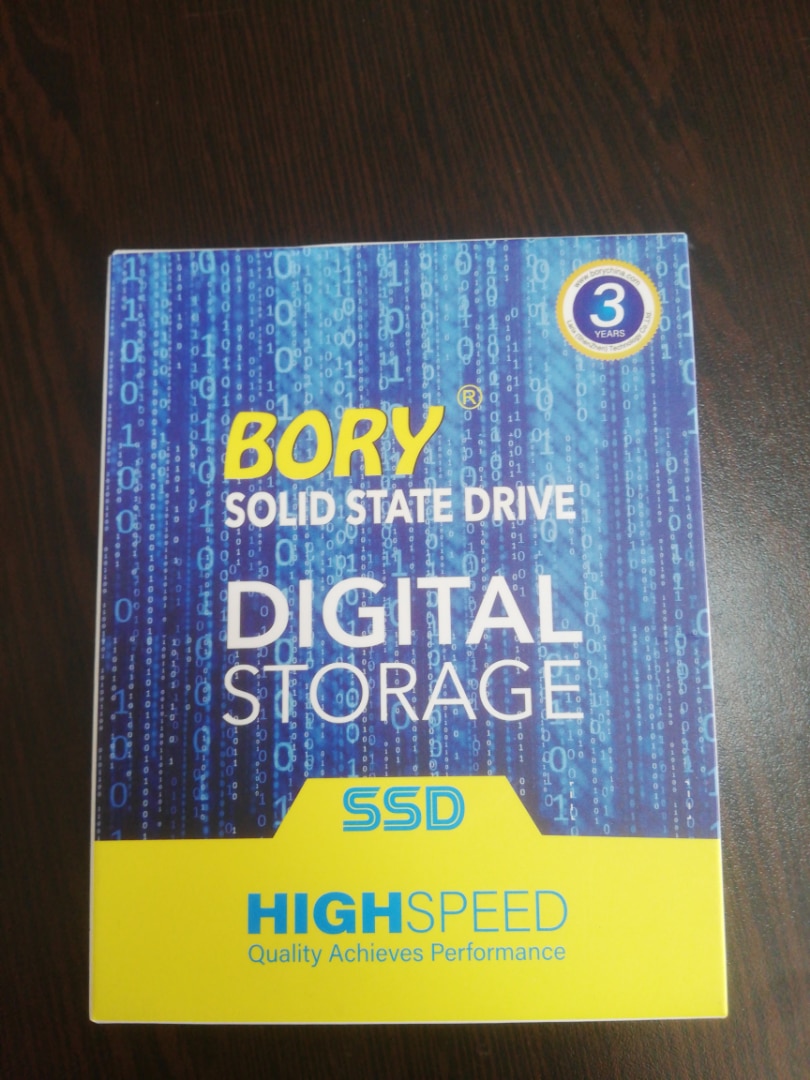 www.borychina.com
3
YEARS
BORY®
SOLID STATE DRIVE
DIGITAL
STORAGE
SSD
HIGHSPEED
Quality Achieves Performance